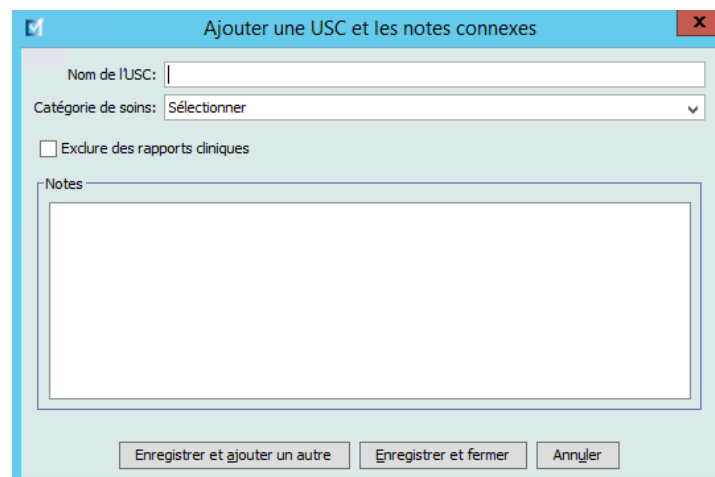 Ajouter une USC et les notes connexes
x
Nom de l'USC:
Catégorie de soins: Sélectionner
Exclure des rapports cliniques
Notes
Enregistrer et ajouter un autre Enregistrer et fermer Annuler